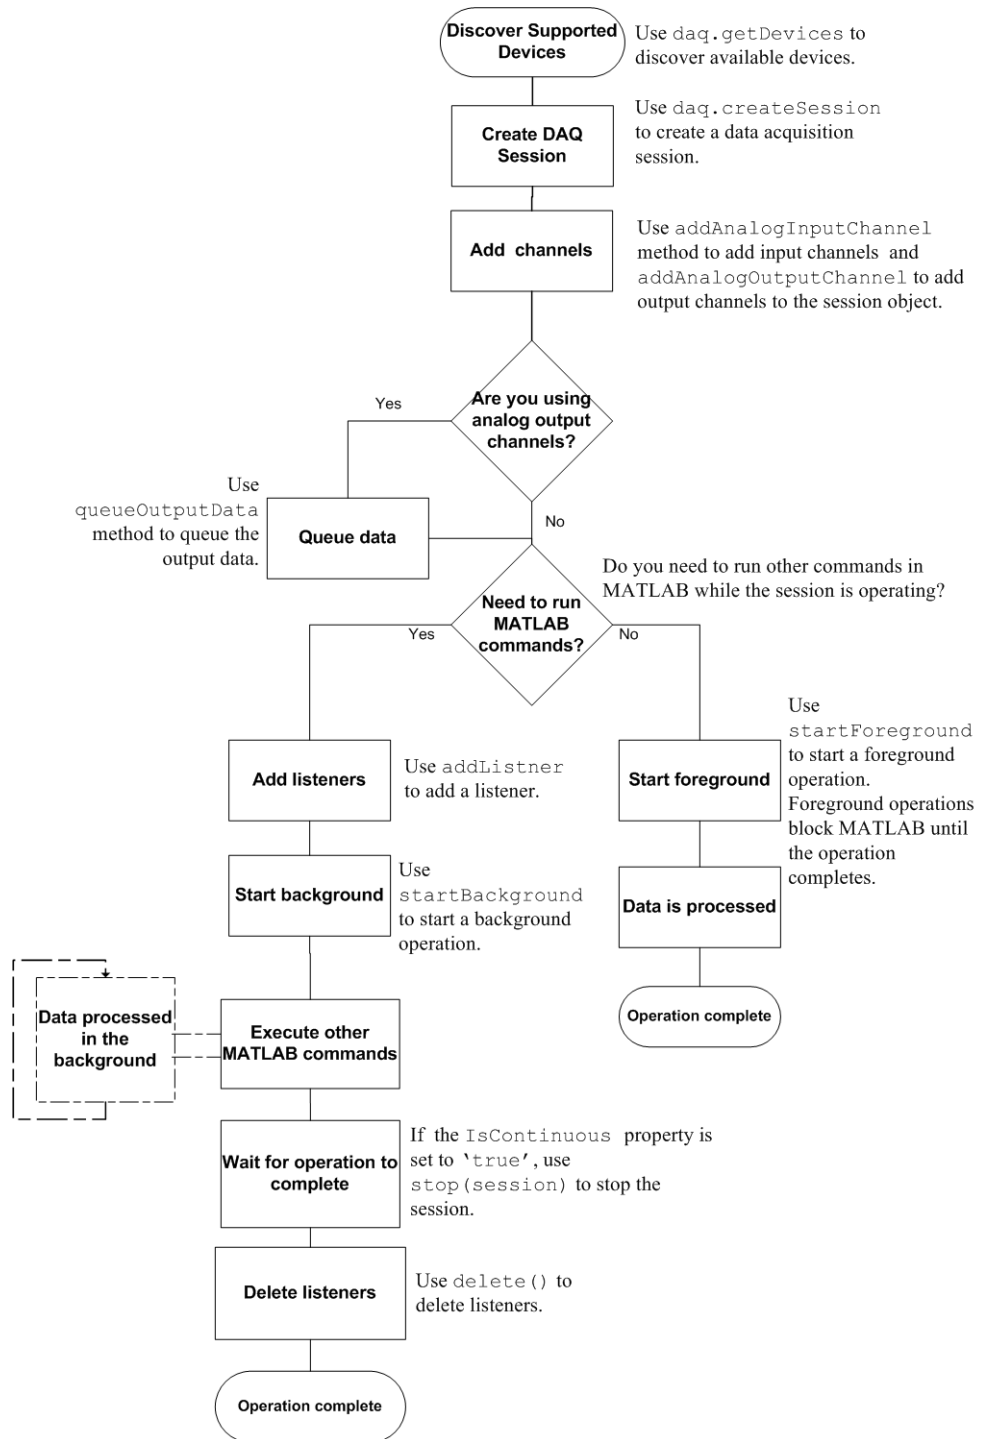 Discover Supported
Devices
Use daq.getDevices to
discover available devices.
Create DAQ
Session
Use daq.createSession
to create a data acquisition
session.
Add channels
Use addAnalogInputChannel
method to add input channels and
addAnalogOutputChannel to add
output channels to the session object.
Are you using
analog output
channels?
Yes
No
Use
queueOutputData
method to queue the
output data.
Queue data
Do you need to run other commands in
MATLAB while the session is operating?
Need to run
MATLAB
commands?
Yes
No
Add listeners
Use addListner
to add a listener.
Start foreground
Use
startForeground
to start a foreground
operation.
Foreground operations
block MATLAB until
the operation
completes.
Start background
Use
startBackground
to start a background
operation.
Data is processed
Data processed
in the
background
Execute other
MATLAB commands
Operation complete
Wait for operation to
complete
If the IsContinuous property is
set to ‘true’, use
stop(session) to stop the
session.
Delete listeners
Use delete() to
delete listeners.
Operation complete